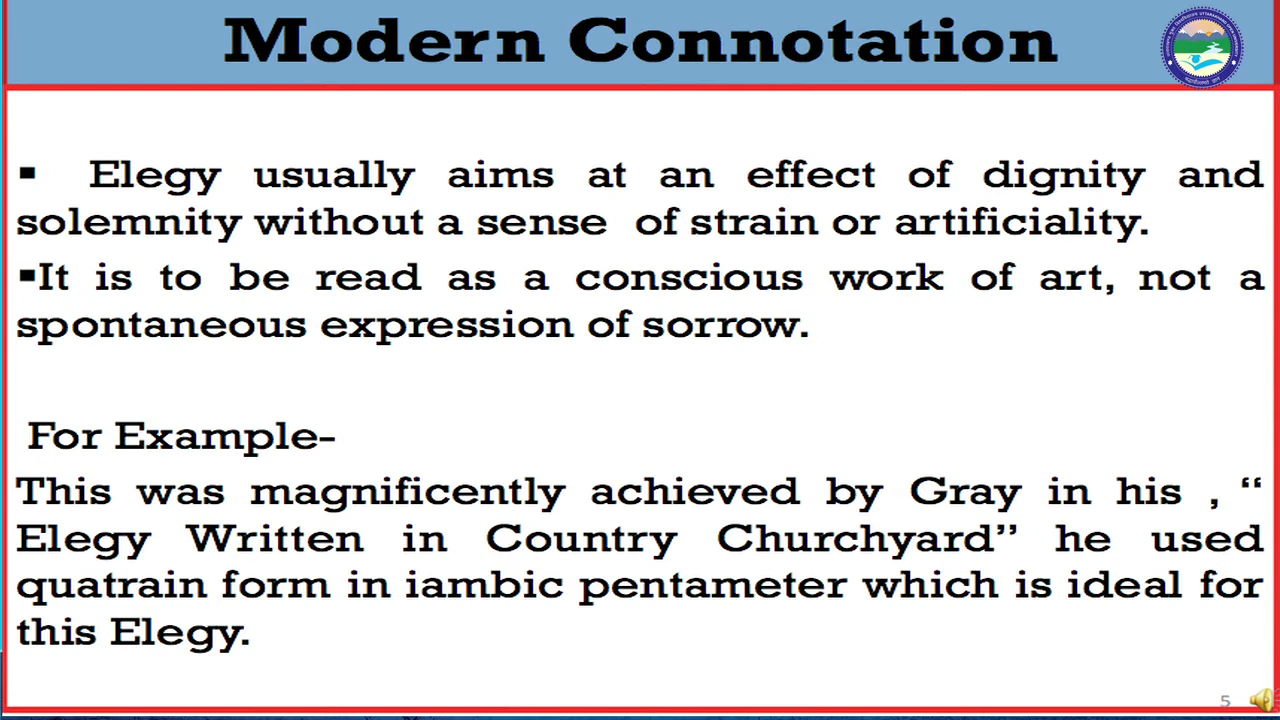 Modern Connotation
▪ Elegy usually aims at an effect of dignity and
solemnity without a sense of strain or artificiality.
▪It is to be read as a conscious work of art, not a
spontaneous expression of sorrow.
For Example-
This was magnificently achieved by Gray in his , “
Elegy Written in Country Churchyard” he used
quatrain form in iambic pentameter which is ideal for
this Elegy.
5